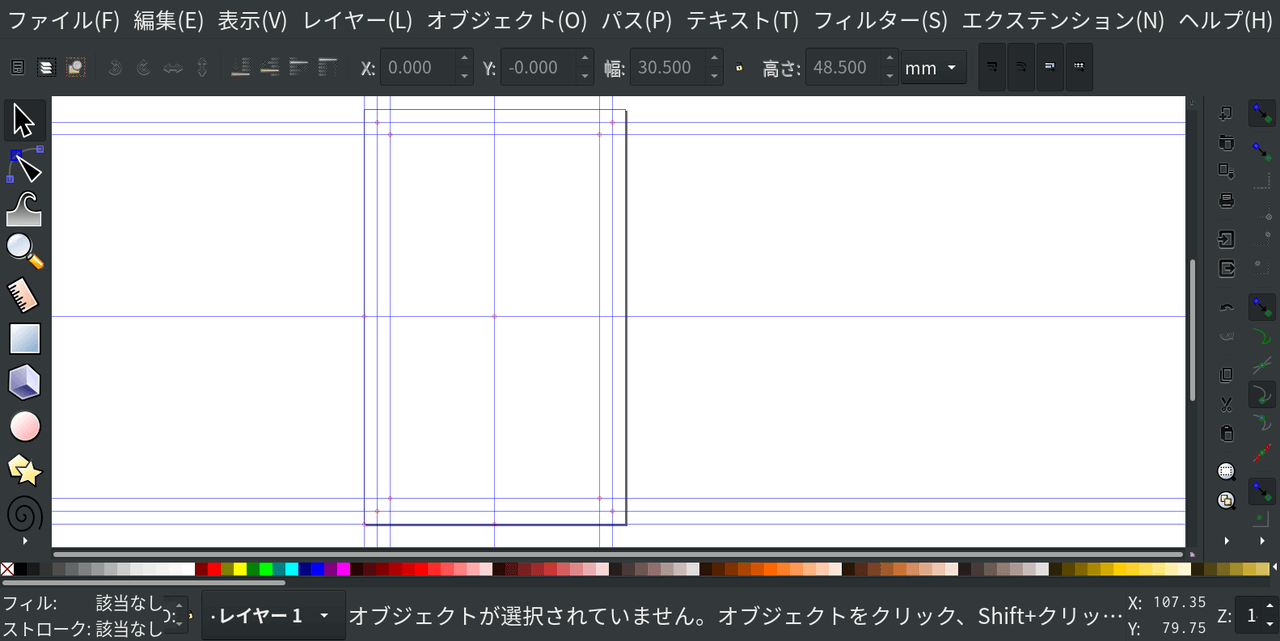 ファイル(F) 編集(E) 表示(V) レイヤー(L) オブジェクト(O) パス(P) テキスト(T) フィルター(S) エクステンション(N) ヘルプ(H)
X: 0.000 Y: -0.000 幅: 30.500 高さ: 48.500 mm
フィル: 該当なし
ストローク: 該当なし
レイヤー 1
オブジェクトが選択されていません。オブジェクトをクリック、Shift+クリッ…
X: 107.35
Y: 79.75
Z: 1